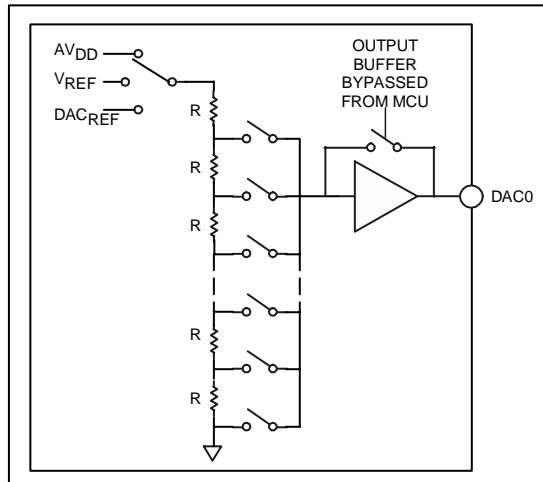 AVDD
VREF
DACREF
OUTPUT
BUFFER
BYPASSED
FROM MCU
R
R
R
R
R
DAC0